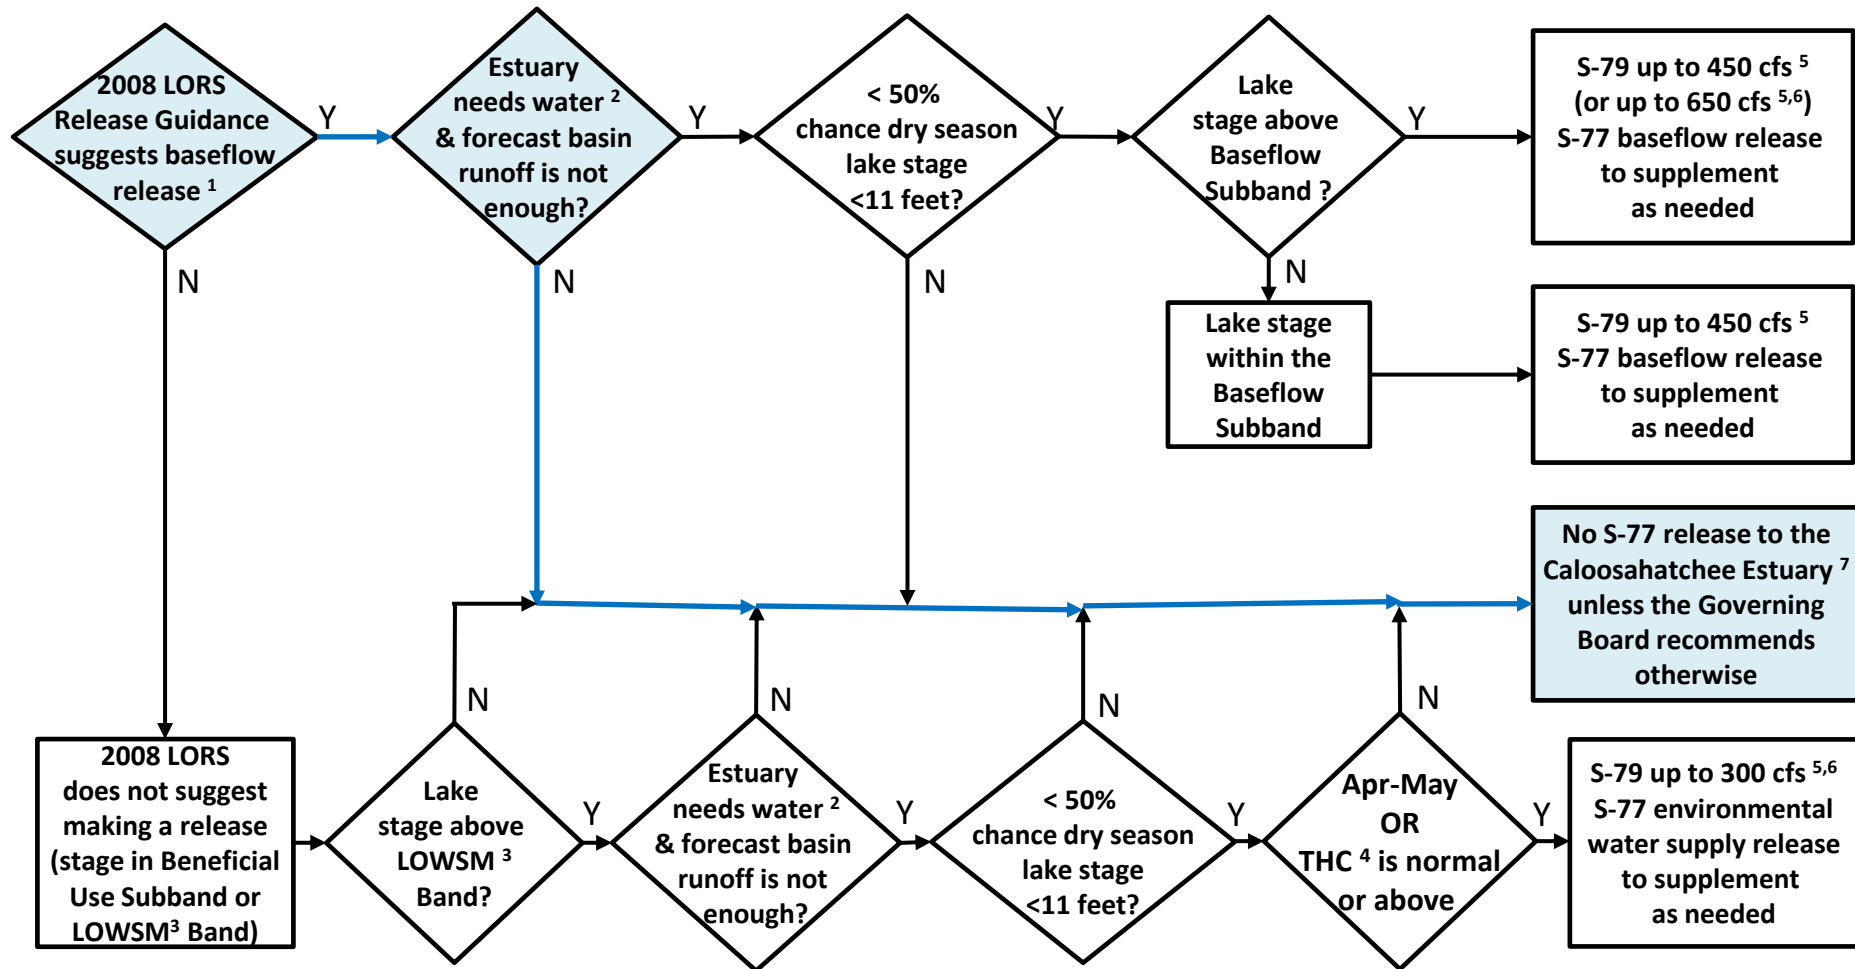 2008 LORS
Release Guidance
suggests baseflow
release 1
Y
N
Estuary
needs water 2
& forecast basin
runoff is not
enough?
Y
N
< 50%
chance dry season
lake stage
<11 feet?
Y
N
Lake
stage above
Baseflow
Subband ?
Y
N
S-79 up to 450 cfs 5
(or up to 650 cfs 5,6)
S-77 baseflow release
to supplement
as needed
Lake stage
within the
Baseflow
Subband
S-79 up to 450 cfs 5
S-77 baseflow release
to supplement
as needed
No S-77 release to the
Caloosahatchee Estuary 7
unless the Governing
Board recommends
otherwise
2008 LORS
does not suggest
making a release
(stage in Beneficial
Use Subband or
LOWSM3 Band)
N
Lake
stage above
LOWSM 3
Band?
Y
N
Estuary
needs water 2
& forecast basin
runoff is not
enough?
Y
N
< 50%
chance dry season
lake stage
<11 feet?
Y
N
Apr-May
OR
THC 4 is normal
or above
Y
S-79 up to 300 cfs 5,6
S-77 environmental
water supply release
to supplement
as needed